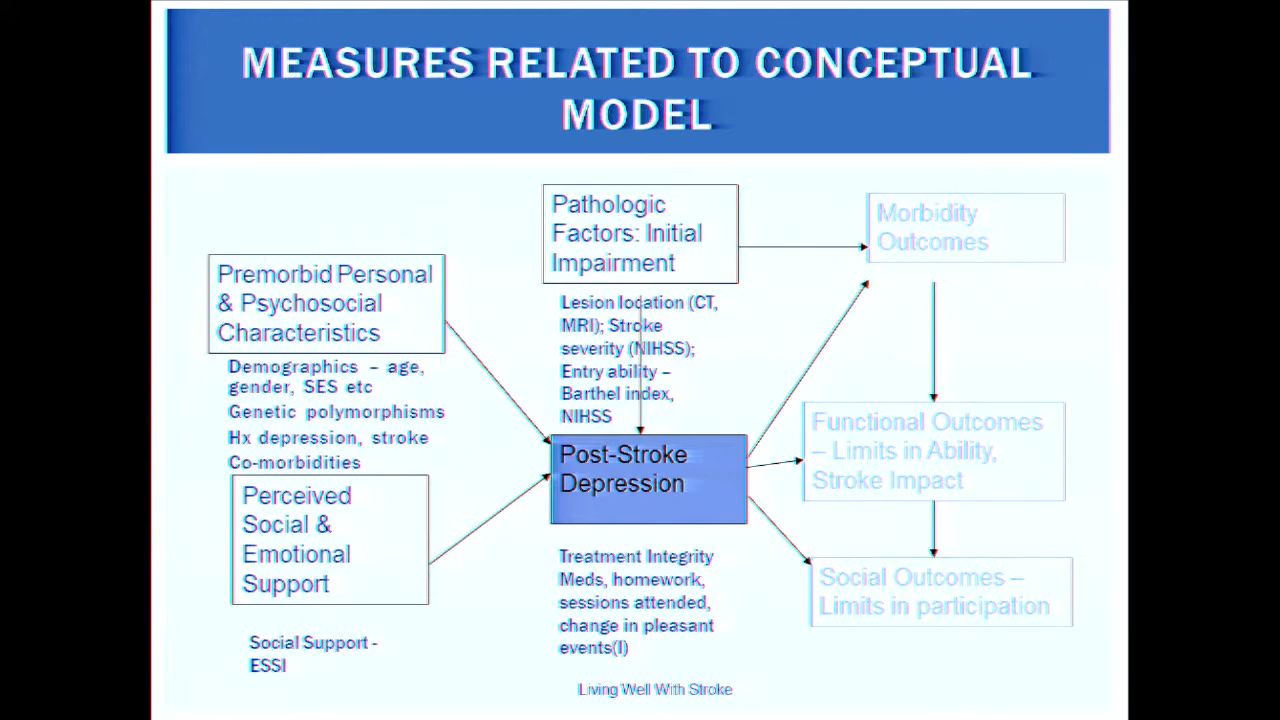 MEASURES RELATED TO CONCEPTUAL
MODEL
Premorbid Personal
& Psychosocial
Characteristics
Demographics – age,
gender, SES etc
Genetic polymorphisms
Hx depression, stroke
Co-morbidities
Perceived
Social &
Emotional
Support
Social Support -
ESSI
Pathologic
Factors: Initial
Impairment
Lesion location (CT,
MRI); Stroke
severity (NIHSS);
Entry ability –
Barthel index,
NIHSS
Post-Stroke
Depression
Treatment Integrity
Meds, homework,
sessions attended,
change in pleasant
events(I)
Morbidity
Outcomes
Functional Outcomes
– Limits in Ability,
Stroke Impact
Social Outcomes –
Limits in participation
Living Well With Stroke